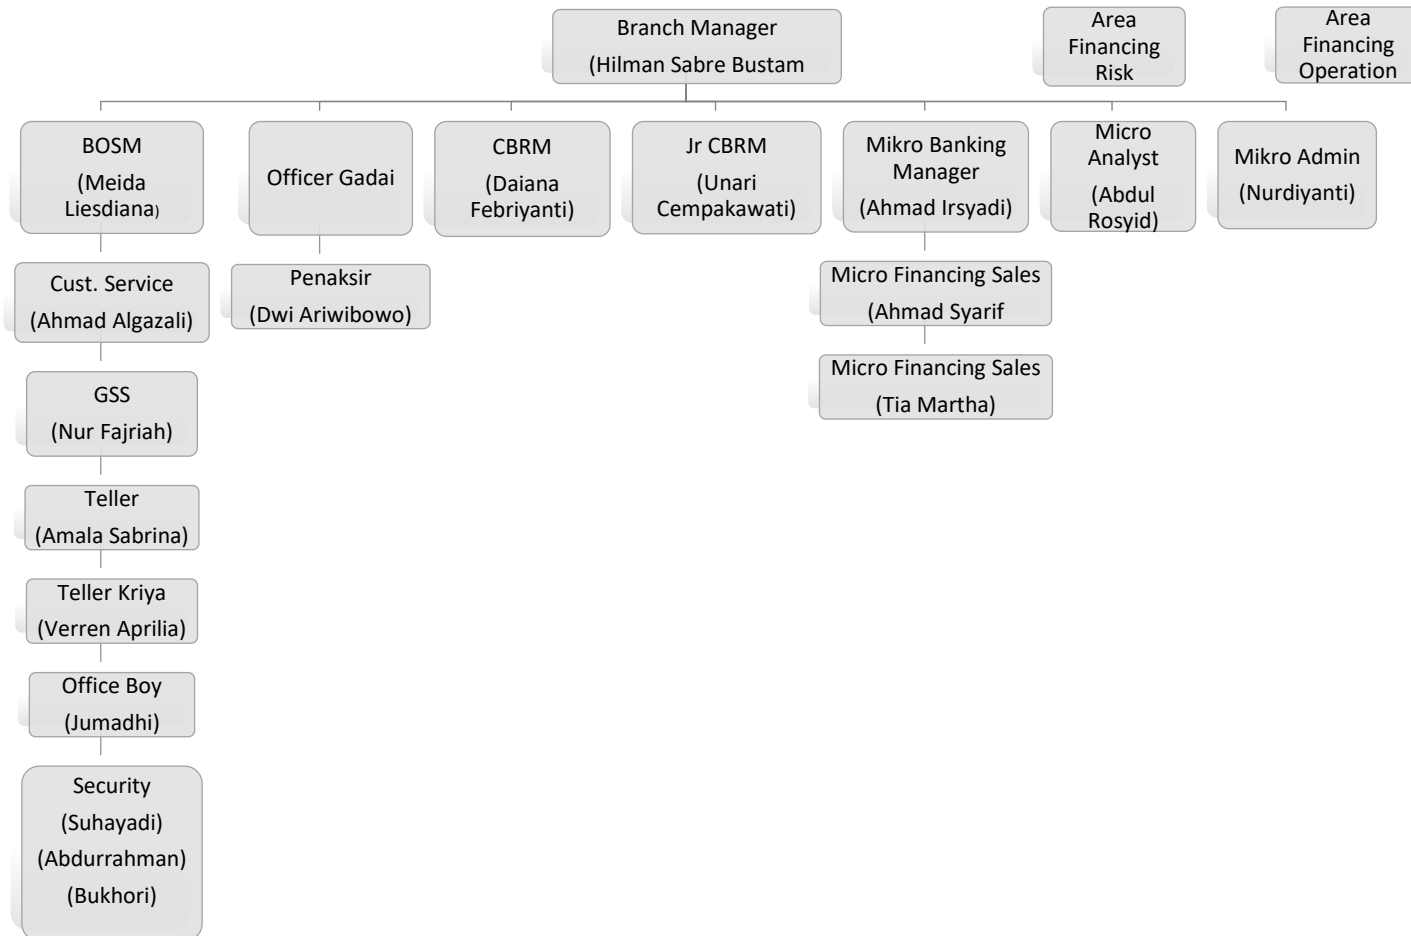 Branch Manager
(Hilman Sabre Bustam
Area
Financing
Risk
Area
Financing
Operation
BOSM
(Meida
Liesdiana)
Officer Gadai
CBRM
(Daiana
Febriyanti)
Jr CBRM
(Unari
Cempakawati)
Mikro Banking
Manager
(Ahmad Irsyadi)
Micro
Analyst
(Abdul
Rosyid)
Mikro Admin
(Nurdiyanti)
Cust. Service
(Ahmad Algazali)
Penaksir
(Dwi Ariwibowo)
Micro Financing Sales
(Ahmad Syarif
Micro Financing Sales
(Tia Martha)
GSS
(Nur Fajriah)
Teller
(Amala Sabrina)
Teller Kriya
(Verren Aprilia)
Office Boy
(Jumadhi)
Security
(Suhayadi)
(Abdurrahman)
(Bukhori)